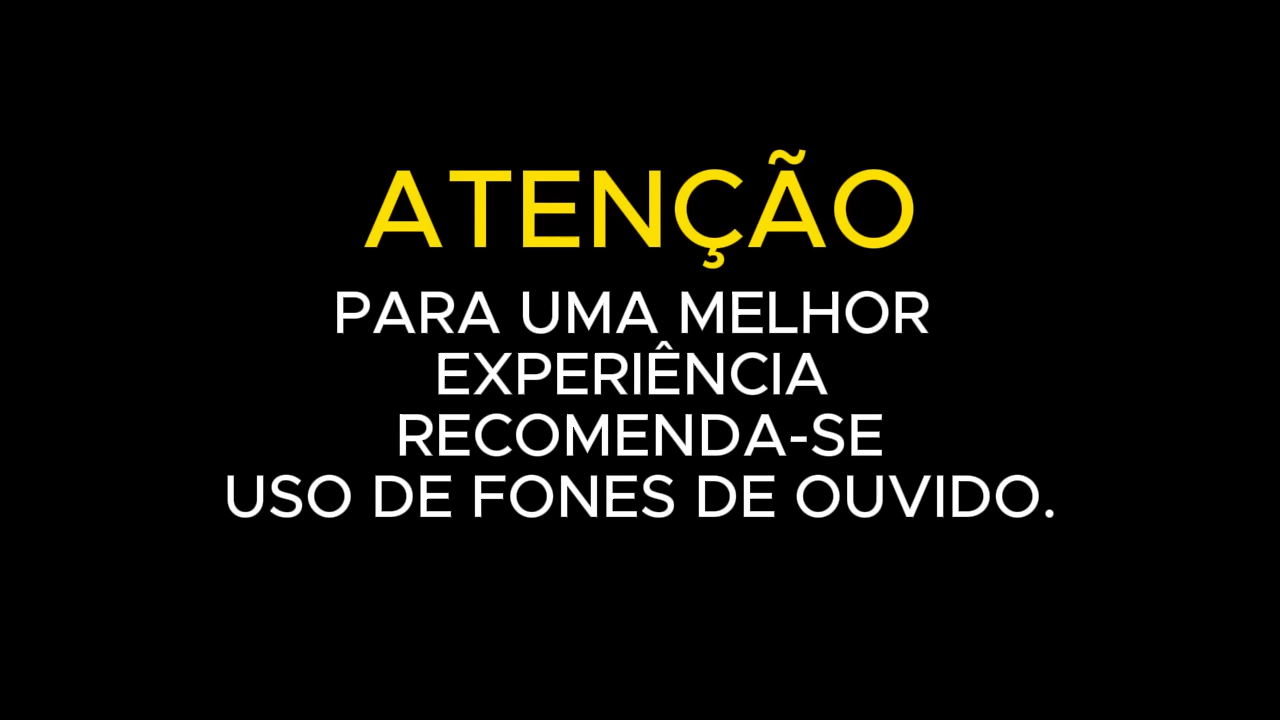 ATENÇÃO
PARA UMA MELHOR
EXPERIÊNCIA
RECOMENDA-SE
USO DE FONES DE OUVIDO.